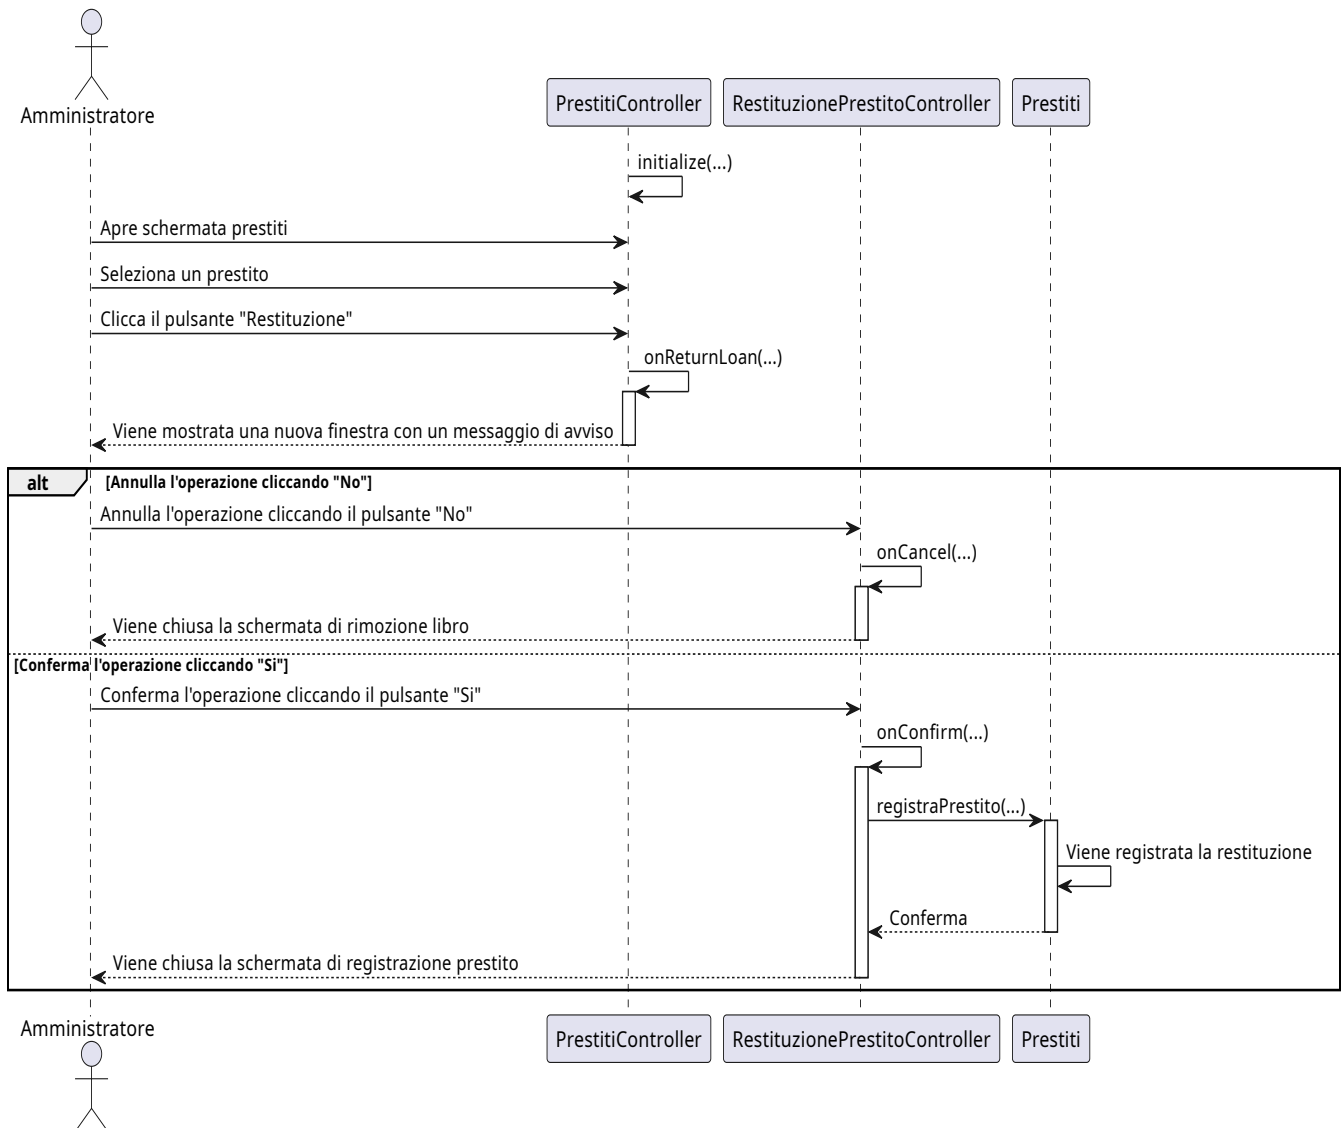 Amministratore
PrestitiController
RestituzionePrestitoController
Prestiti
initialize(...)
Apre schermata prestiti
Seleziona un prestito
Clicca il pulsante "Restituzione"
onReturnLoan(...)
Viene mostrata una nuova finestra con un messaggio di avviso
alt
[Annulla l'operazione cliccando "No"]
Annulla l'operazione cliccando il pulsante "No"
onCancel(...)
Viene chiusa la schermata di rimozione libro
[Conferma l'operazione cliccando "Si"]
Conferma l'operazione cliccando il pulsante "Si"
onConfirm(...)
registraPrestito(...)
Viene registrata la restituzione
Conferma
Viene chiusa la schermata di registrazione prestito
Amministratore
PrestitiController
RestituzionePrestitoController
Prestiti